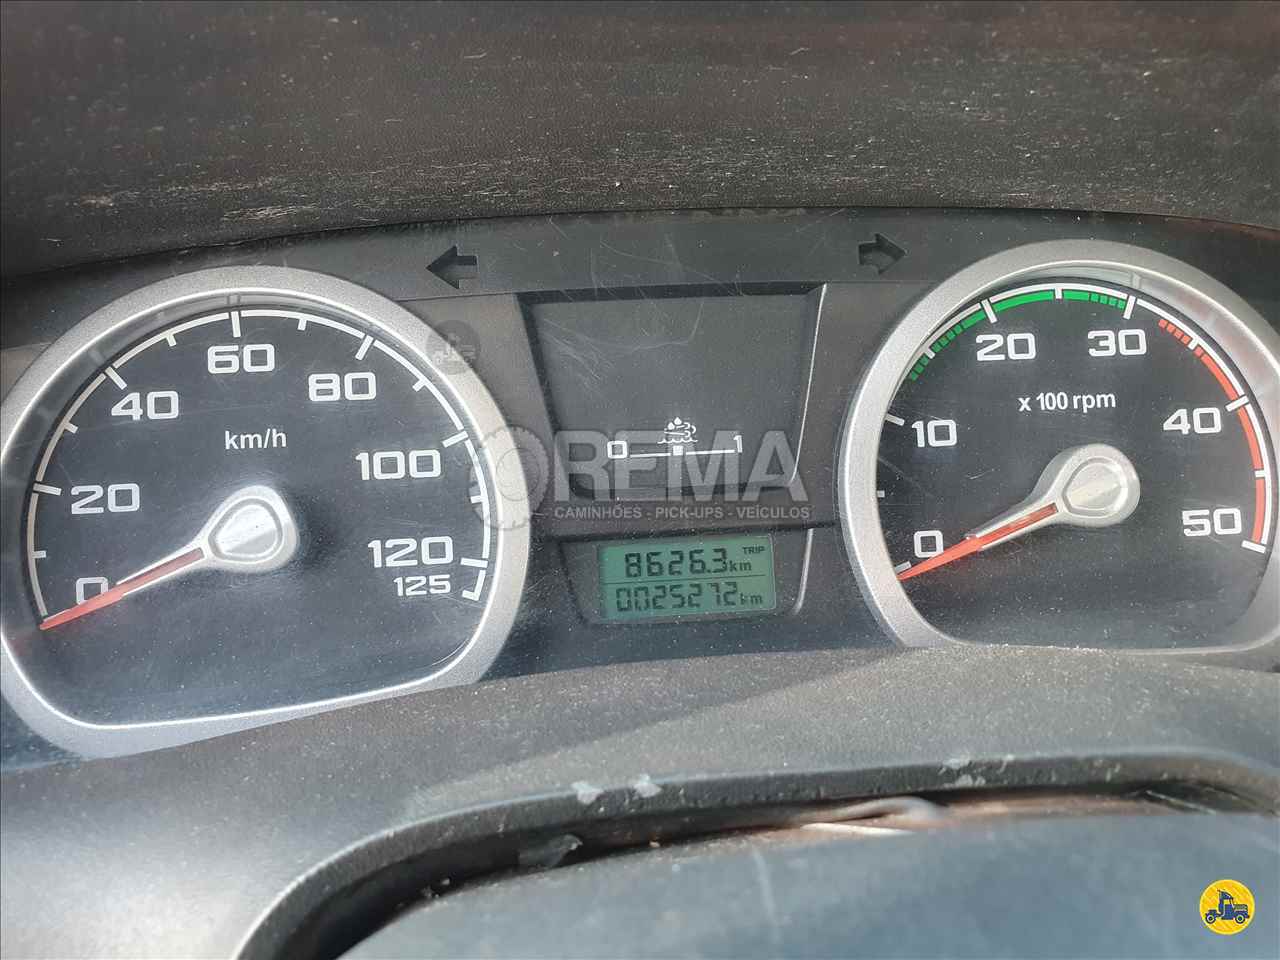 0 20 40 60 80 100 120 125
km/h
0 1
OREMA
CAMINHÕES - PICK-UPS - VEÍCULOS
TRIP
8626.3 km
0025272 km
0 10 20 30 40 50
x 100 rpm